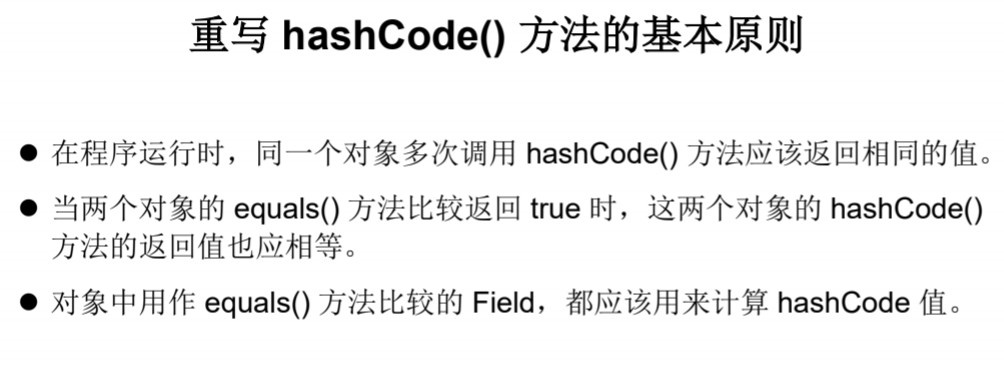 重写 hashCode() 方法的基本原则
● 在程序运行时，同一个对象多次调用 hashCode() 方法应该返回相同的值。
● 当两个对象的 equals() 方法比较返回 true 时，这两个对象的 hashCode()
方法的返回值也应相等。
● 对象中用作 equals() 方法比较的 Field，都应该用来计算 hashCode 值。